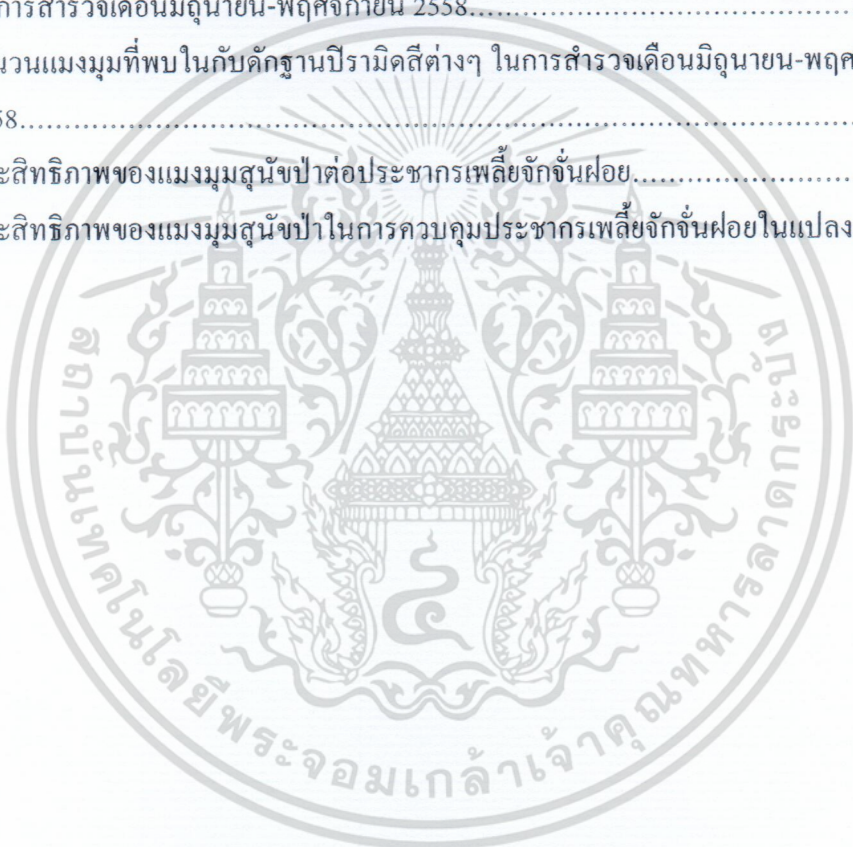 การสำรวจเดือนมิถุนายน-พฤศจิกายน 2558......................................................
นวนแมงมุมที่พบในกับดักฐานปิรามิดสีต่างๆ ในการสำรวจเดือนมิถุนายน-พฤศ
58......................................................................................................
ะสิทธิภาพของแมงมุมสุนัขป่าต่อประชากรเพลี้ยจักจั่นฝอย..............................
ะสิทธิภาพของแมงมุมสุนัขป่าในการควบคุมประชากรเพลี้ยจักจั่นฝอยในแปลง
สถาบันเทคโนโลยีพระจอมเกล้าเจ้าคุณทหารลาดกระบัง